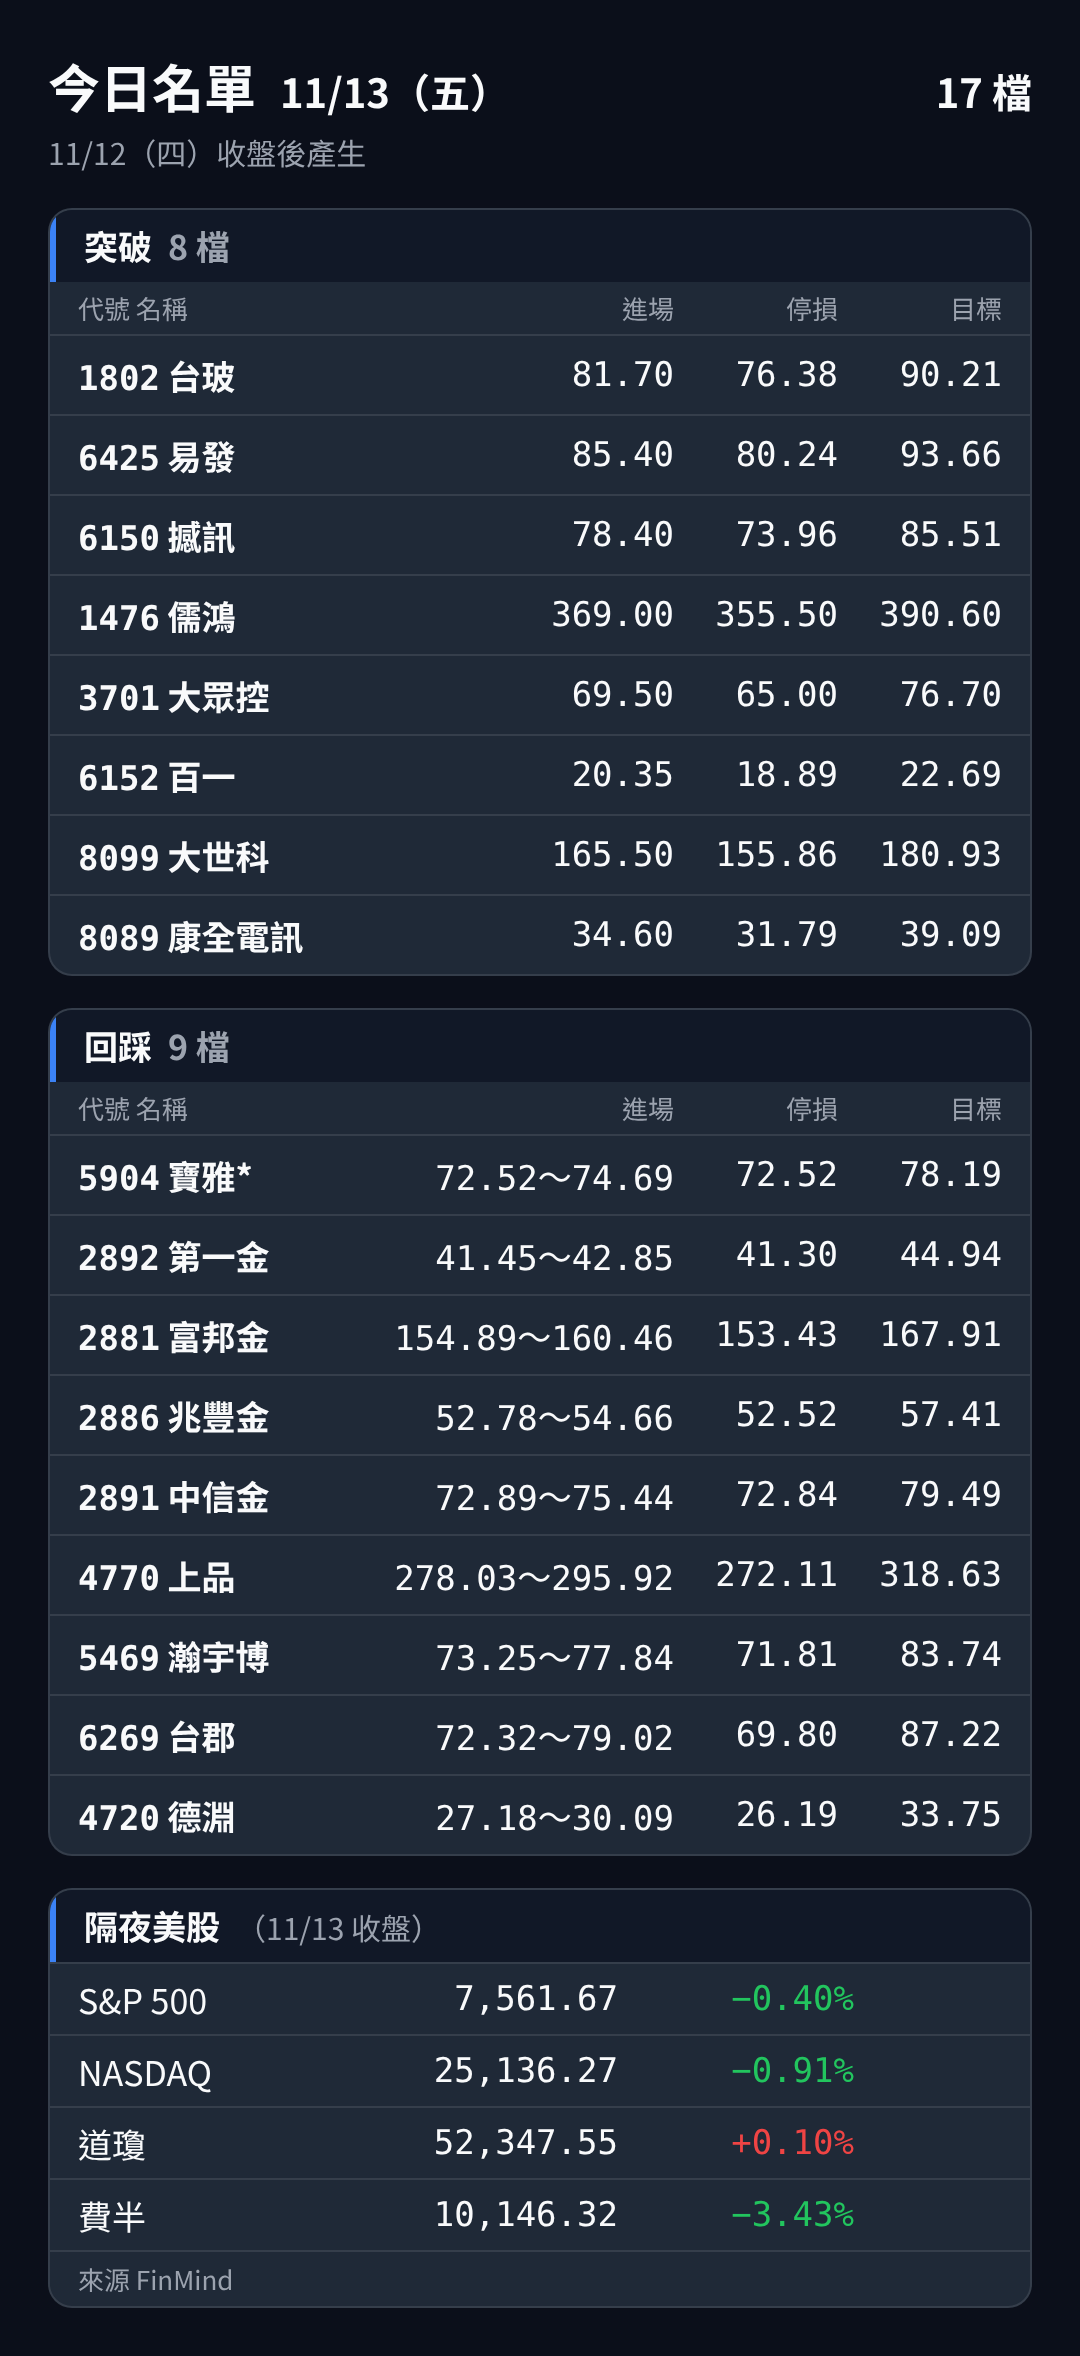 今日名單 11/13（五） 17 檔
11/12（四）收盤後產生
突破 8 檔
代號 名稱 進場 停損 目標
1802 台玻 81.70 76.38 90.21
6425 易發 85.40 80.24 93.66
6150 撼訊 78.40 73.96 85.51
1476 儒鴻 369.00 355.50 390.60
3701 大眾控 69.50 65.00 76.70
6152 百一 20.35 18.89 22.69
8099 大世科 165.50 155.86 180.93
8089 康全電訊 34.60 31.79 39.09
回踩 9 檔
代號 名稱 進場 停損 目標
5904 寶雅* 72.52～74.69 72.52 78.19
2892 第一金 41.45～42.85 41.30 44.94
2881 富邦金 154.89～160.46 153.43 167.91
2886 兆豐金 52.78～54.66 52.52 57.41
2891 中信金 72.89～75.44 72.84 79.49
4770 上品 278.03～295.92 272.11 318.63
5469 瀚宇博 73.25～77.84 71.81 83.74
6269 台郡 72.32～79.02 69.80 87.22
4720 德淵 27.18～30.09 26.19 33.75
隔夜美股 （11/13 收盤）
S&P 500 7,561.67 −0.40%
NASDAQ 25,136.27 −0.91%
道瓊 52,347.55 +0.10%
費半 10,146.32 −3.43%
來源 FinMind